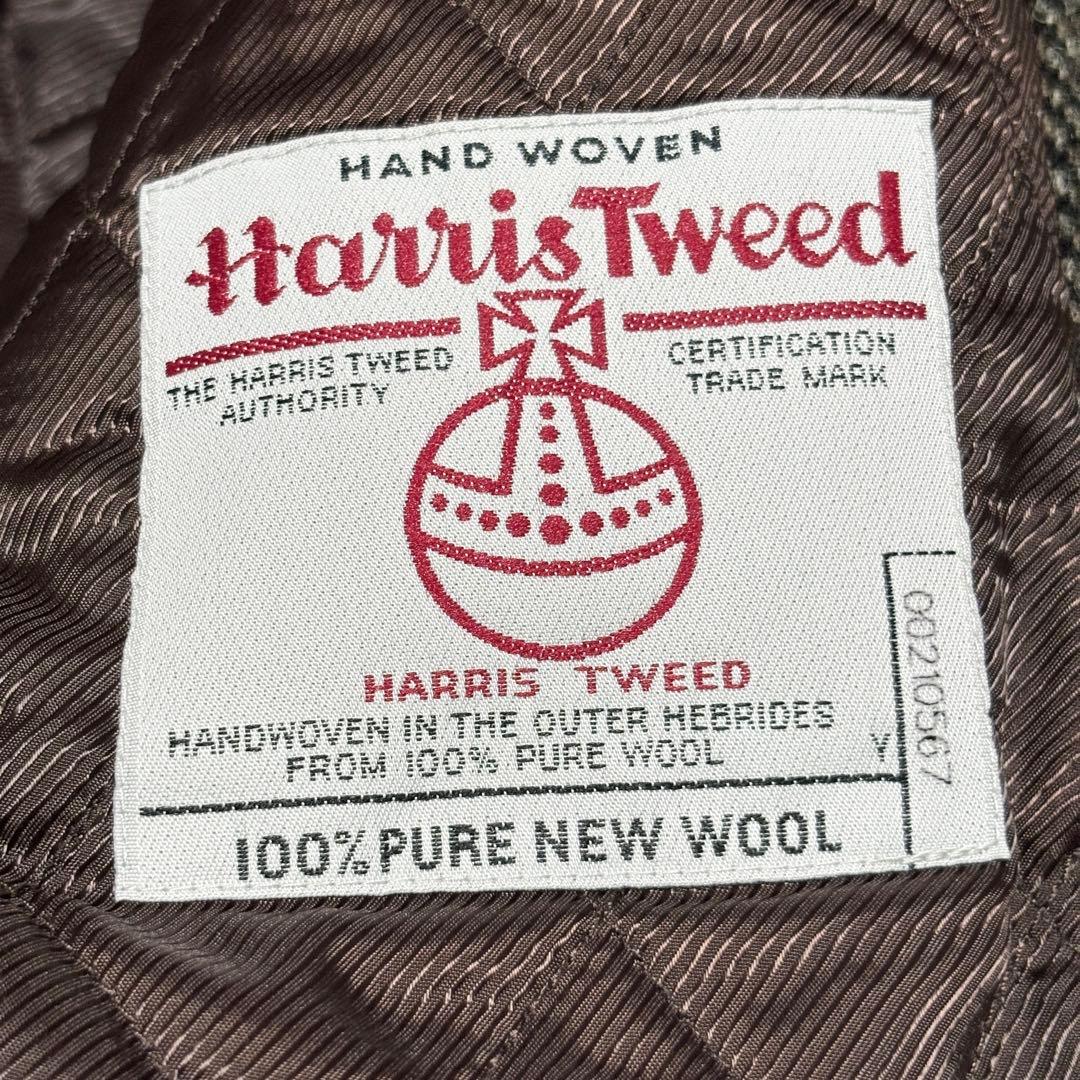 HAND WOVEN
Harris Tweed
THE HARRIS TWEED
AUTHORITY
CERTIFICATION
TRADE MARK
HARRIS TWEED
HANDWOVEN IN THE OUTER HEBRIDES
FROM 100% PURE WOOL
Y
00210567
100% PURE NEW WOOL